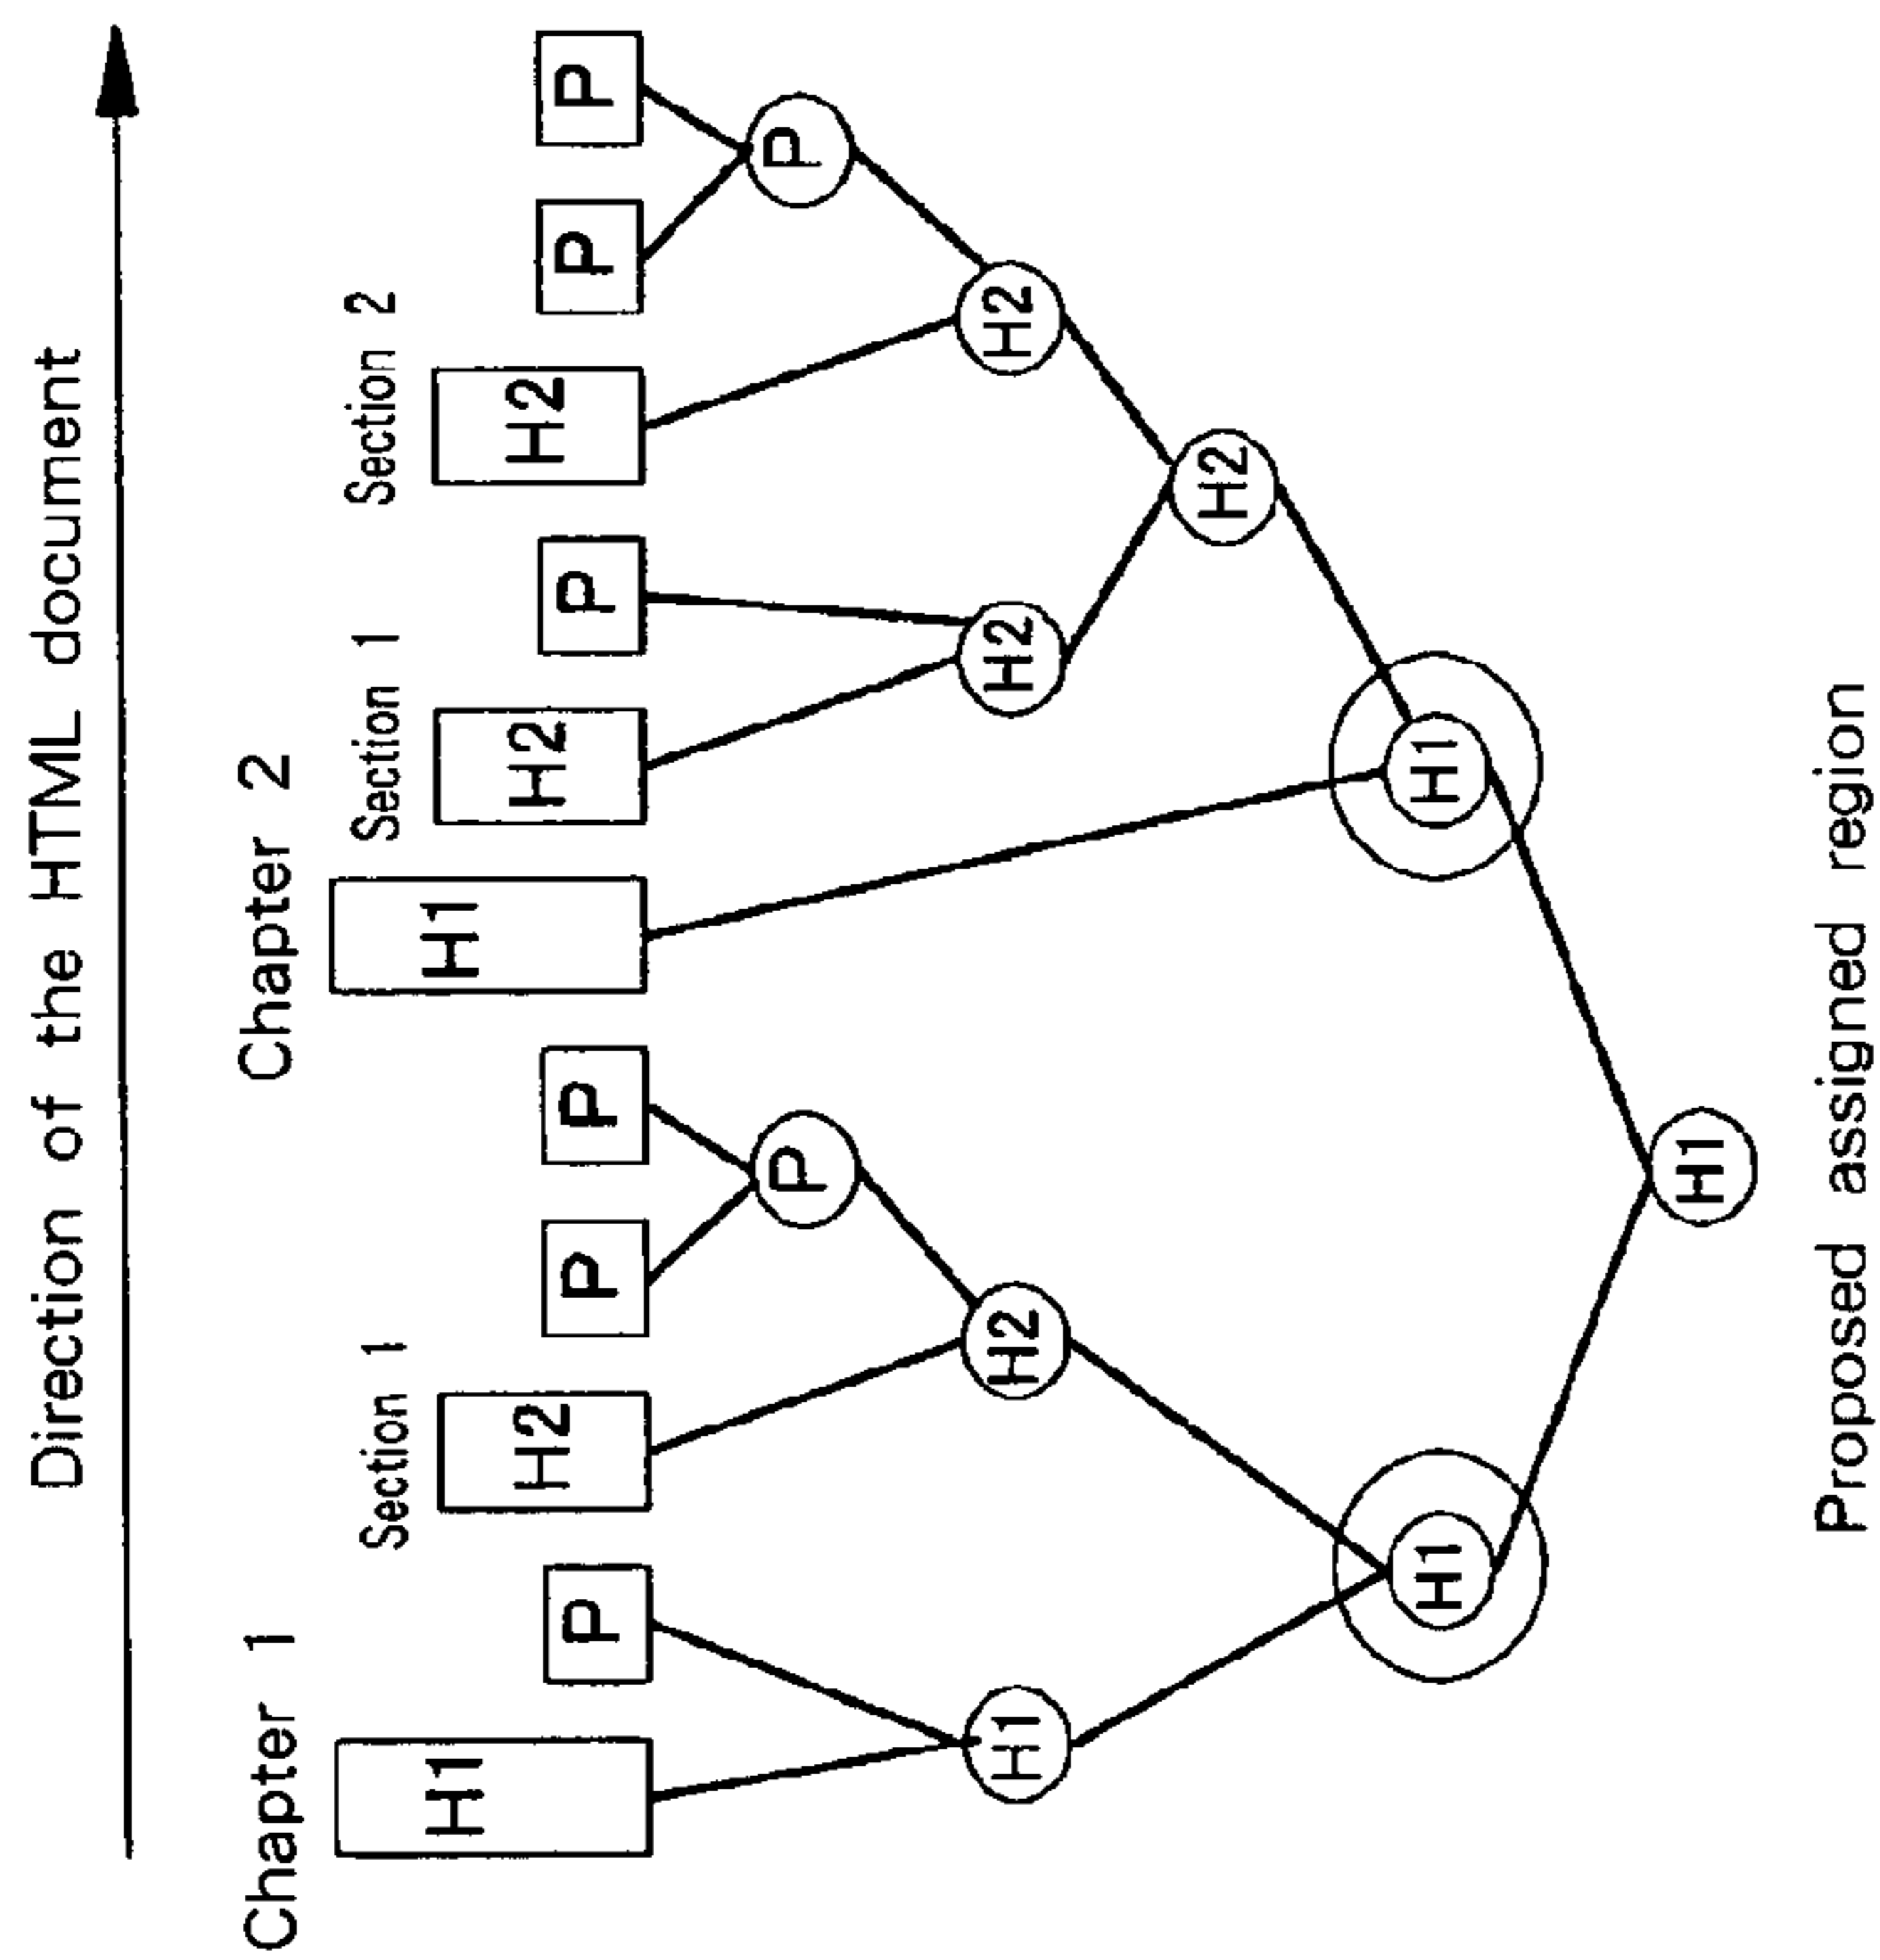 Direction of the HTML document
Chapter 1
Chapter 2
Section 1
Section 1
Section 2
H1
P
H2
P
P
H1
H2
P
H2
P
P
P
P
H1
H2
H2
H2
H2
H1
H1
H1
Proposed assigned region